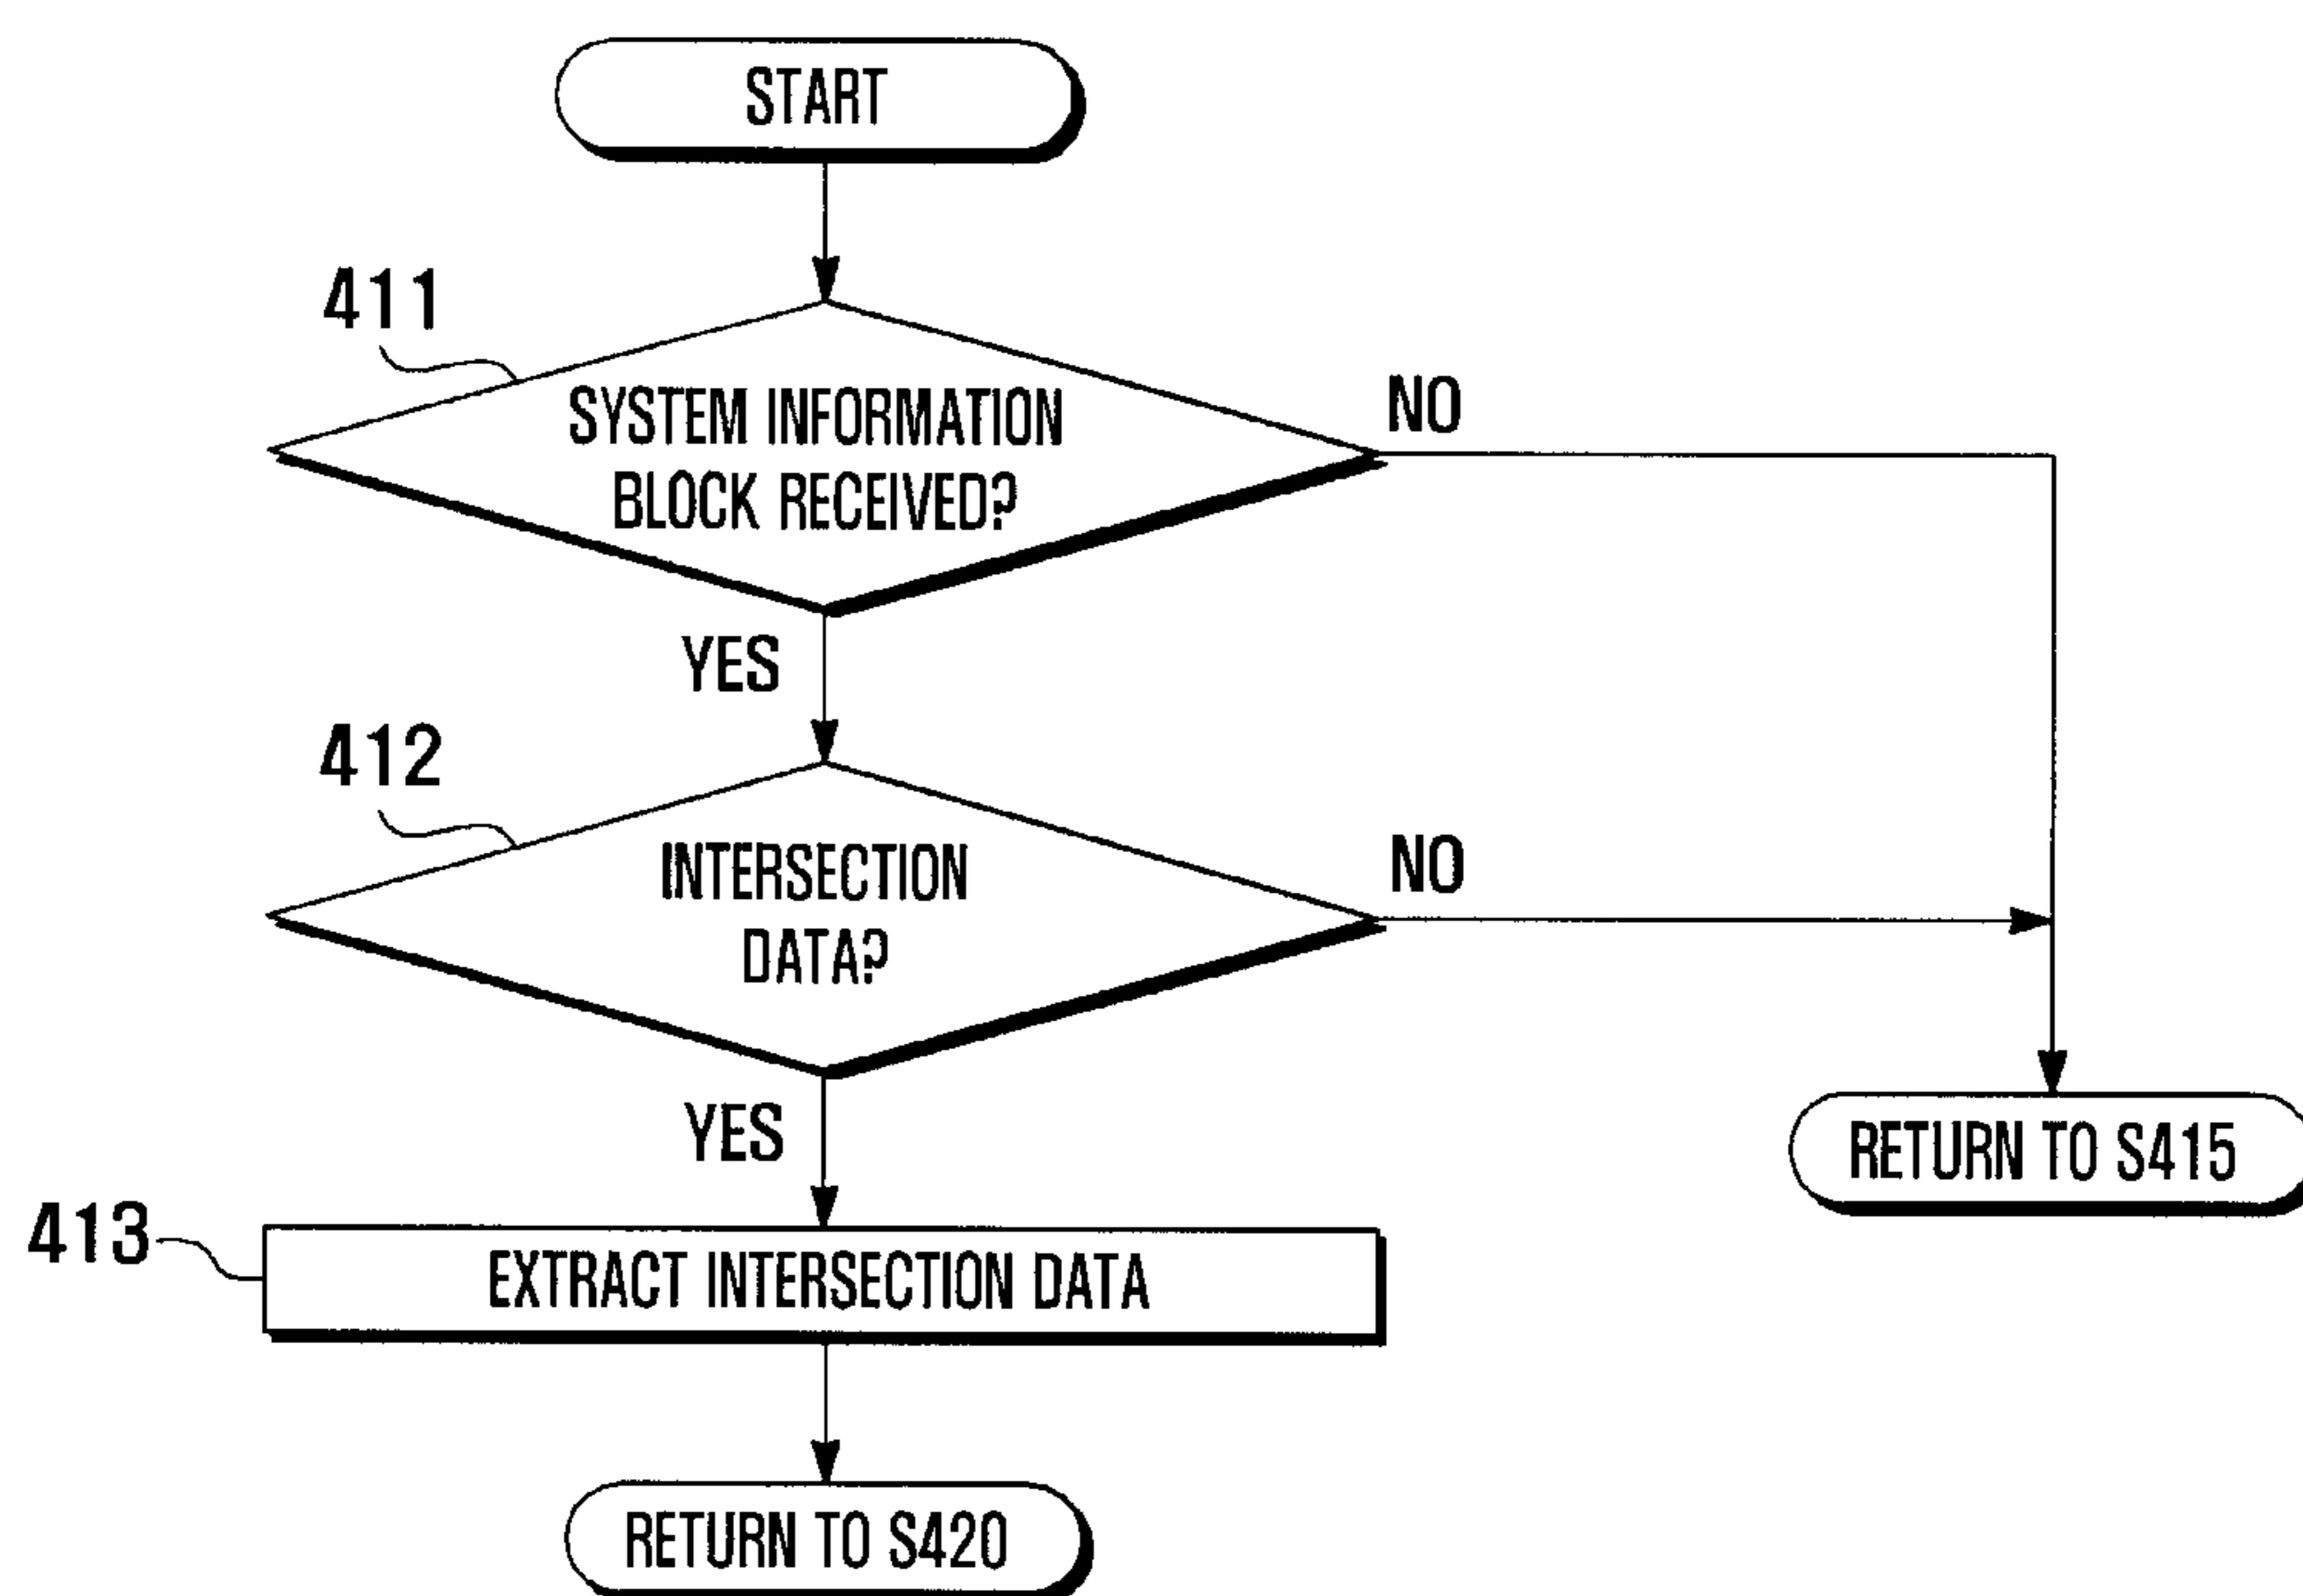 START
411
SYSTEM INFORMATION
BLOCK RECEIVED?
NO
YES
412
INTERSECTION
DATA?
NO
YES
RETURN TO S415
413
EXTRACT INTERSECTION DATA
RETURN TO S420